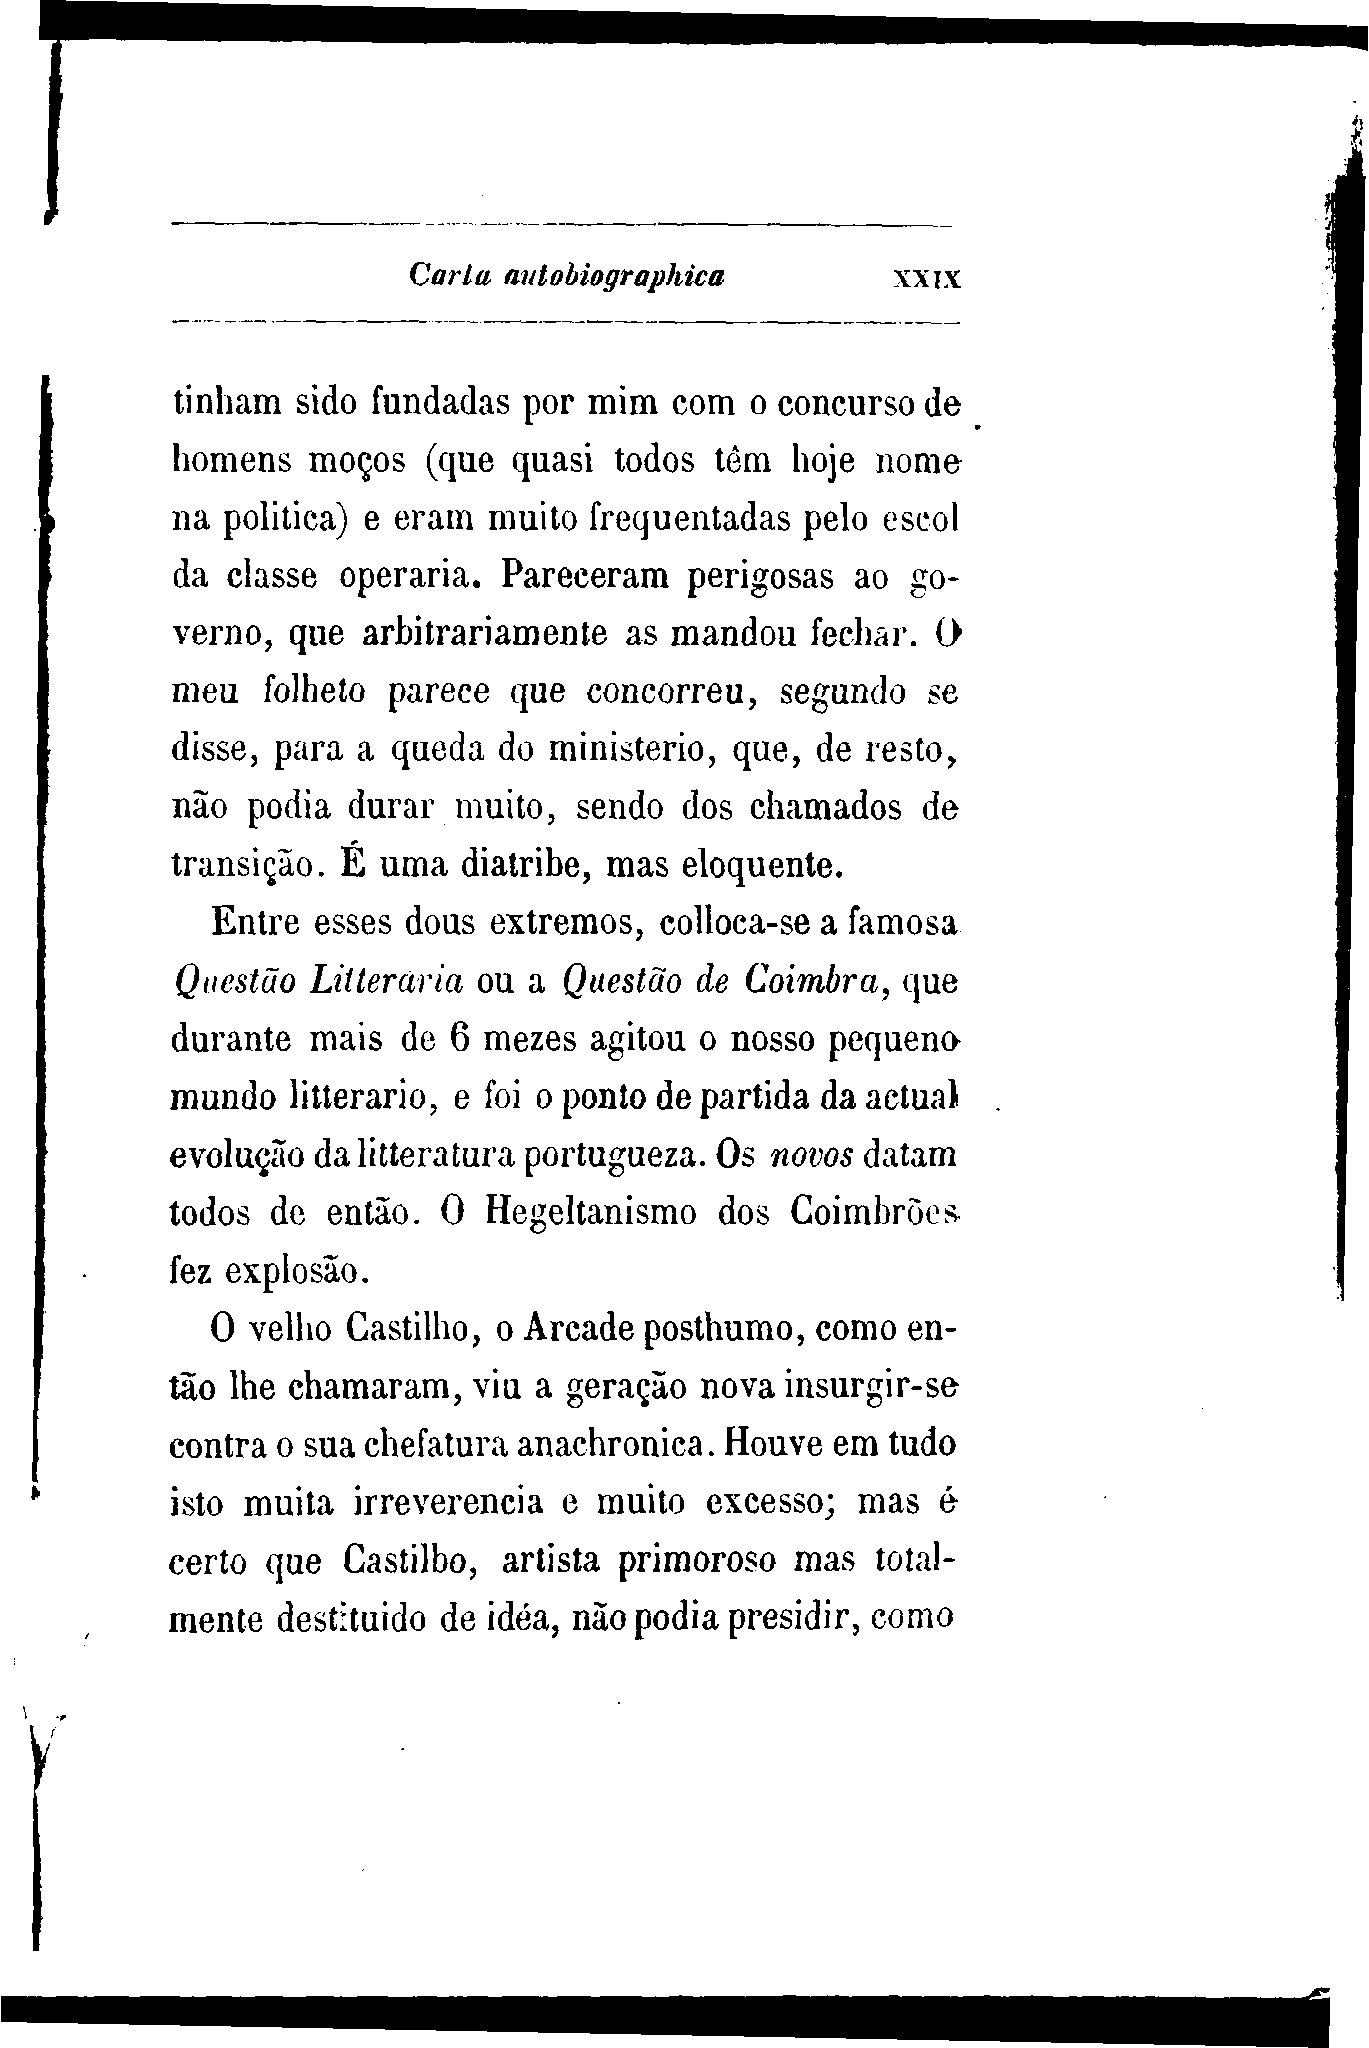 Carta autobiographica XXIX
tinham sido fundadas por mim com o concurso de
homens moços (que quasi todos têm hoje nome
na politica) e eram muito frequentadas pelo escol
da classe operaria. Pareceram perigosas ao go-
verno, que arbitrariamente as mandou fechar. O
meu folheto parece que concorreu, segundo se
disse, para a queda do ministerio, que, de resto,
não podia durar muito, sendo dos chamados de
transição. É uma diatribe, mas eloquente.
Entre esses dous extremos, colloca-se a famosa
Questão Litteraria ou a Questão de Coimbra, que
durante mais de 6 mezes agitou o nosso pequeno
mundo litterario, e foi o ponto de partida da actual
evolução da litteratura portugueza. Os novos datam
todos de então. O Hegeltanismo dos Coimbrões
fez explosão.
O velho Castilho, o Arcade posthumo, como en-
tão lhe chamaram, viu a geração nova insurgir-se
contra o sua chefatura anachronica. Houve em tudo
isto muita irreverencia e muito excesso; mas é
certo que Castilbo, artista primoroso mas total-
mente destituido de idéa, não podia presidir, como